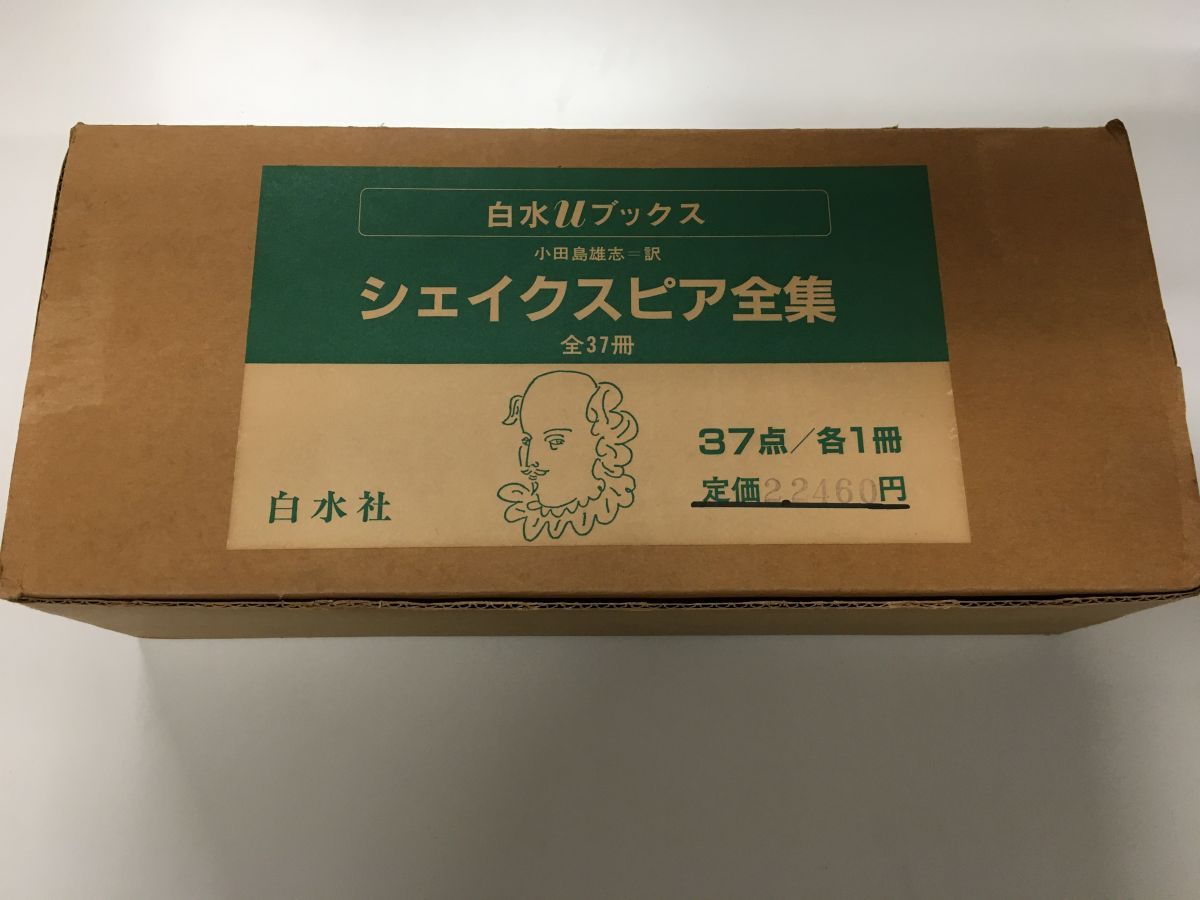 白水uブックス
小田島雄志=訳
シェイクスピア全集
全37冊
37点/各1冊
定価22460円
白水社